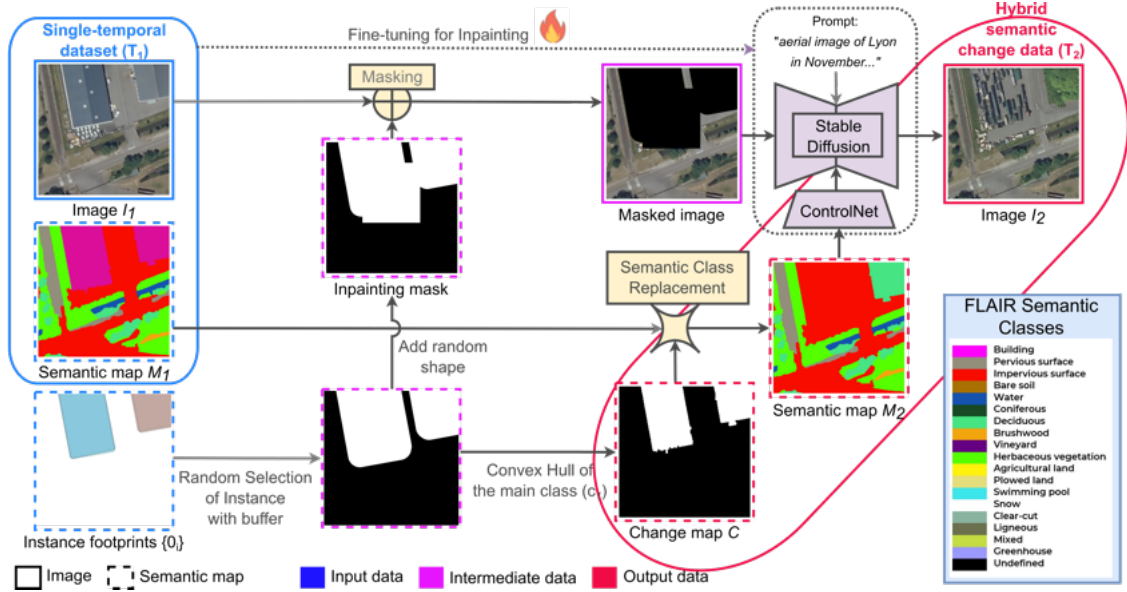 Single-temporal
dataset (T1)
Fine-tuning for Inpainting
Prompt:
"aerial image of Lyon
in November..."
Hybrid
semantic
change data (T2)
Masking
Stable
Diffusion
ControlNet
Image I1
Masked image
Image I2
Inpainting mask
Semantic Class
Replacement
Semantic map M1
Add random
shape
Semantic map M2
Random Selection
of Instance
with buffer
Convex Hull of
the main class
Change map C
Instance footprints {0i}
FLAIR Semantic
Classes
Building
Pervious surface
Impervious surface
Bare soil
Water
Coniferous
Deciduous
Brushwood
Vineyard
Herbaceous vegetation
Agricultural land
Plowed land
Swimming pool
Snow
Clear-cut
Ligneous
Mixed
Greenhouse
Undefined
Image
Semantic map
Input data
Intermediate data
Output data